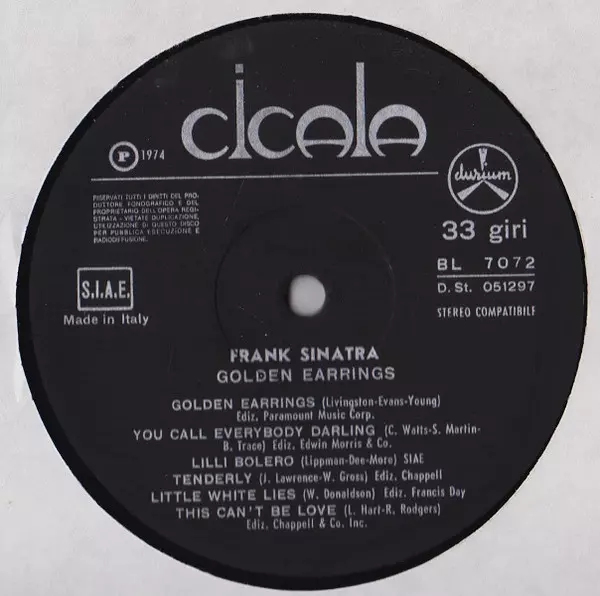 cicala
P 1974
durium
RISERVATI TUTTI I DIRITTI DEL PRO-
DUTTORE FONOGRAFICO E DEL
PROPRIETARIO DELL'OPERA REGI-
STRATA - VIETATE DUPLICAZIONE,
UTILIZZAZIONE DI QUESTO DISCO
PER PUBBLICA ESECUZIONE E
RADIODIFFUSIONE.
33 giri
BL 7072
D. St. 051297
STEREO COMPATIBILE
S.I.A.E.
Made in Italy
FRANK SINATRA
GOLDEN EARRINGS
GOLDEN EARRINGS (Livingston-Evans-Young)
Ediz. Paramount Music Corp.
YOU CALL EVERYBODY DARLING (C. Watts-S. Martin-
B. Trace) Ediz. Edwin Morris & Co.
LILLI BOLERO (Lippman-Dee-More) SIAE
TENDERLY (J. Lawrence-W. Gross) Ediz. Chappell
LITTLE WHITE LIES (W. Donaldson) Ediz. Francis Day
THIS CAN'T BE LOVE (L. Hart-R. Rodgers)
Ediz. Chappell & Co. Inc.